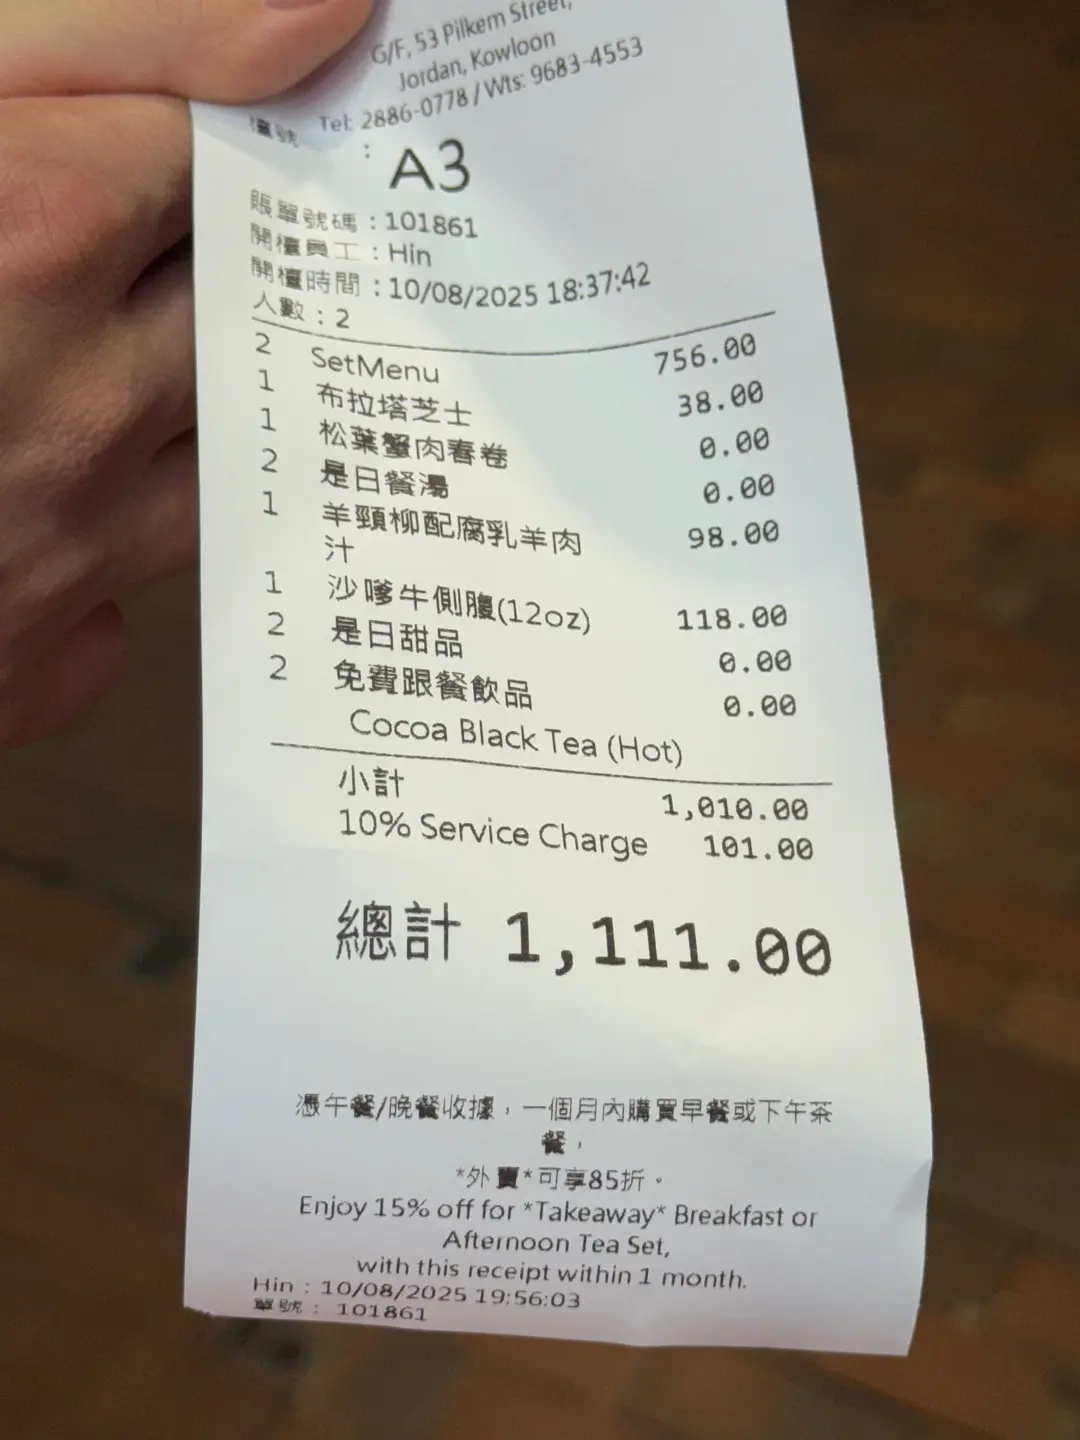 G/F, 53 Pilkem Street,
Jordan, Kowloon
Tel: 2886-0778 / Wts: 9683-4553
檯號 : A3
賬單號碼 : 101861
開檯員工 : Hin
開檯時間 : 10/08/2025 18:37:42
人數 : 2
2 SetMenu 756.00
1 布拉塔芝士 38.00
1 松葉蟹肉春卷 0.00
2 是日餐湯 0.00
1 羊頸柳配腐乳羊肉 98.00
汁
1 沙嗲牛側腹(12oz) 118.00
2 是日甜品 0.00
2 免費跟餐飲品 0.00
Cocoa Black Tea (Hot)
小計 1,010.00
10% Service Charge 101.00
總計 1,111.00
憑午餐/晚餐收據，一個月內購買早餐或下午茶
餐，
*外賣*可享85折。
Enjoy 15% off for *Takeaway* Breakfast or
Afternoon Tea Set,
with this receipt within 1 month.
Hin : 10/08/2025 19:56:03
單號 : 101861